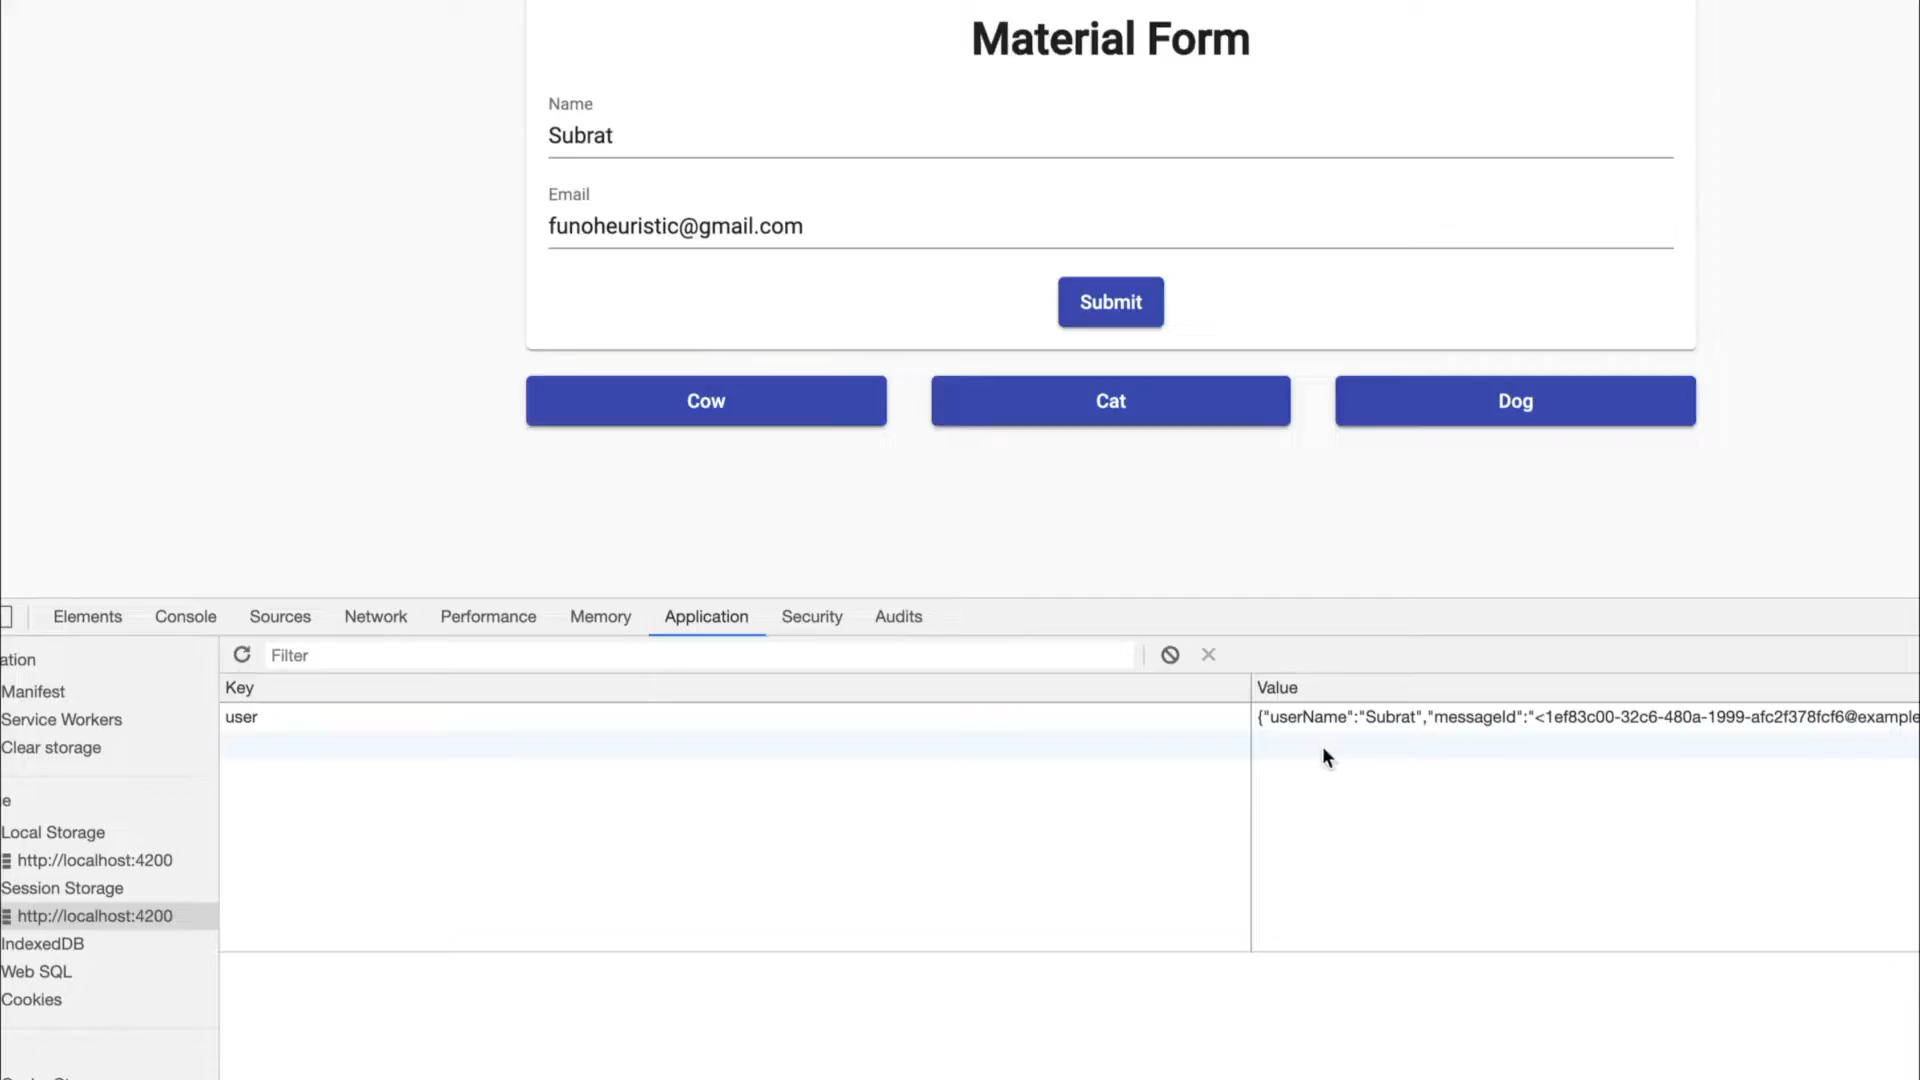 Material Form
Name
Subrat
Email
funoheuristic@gmail.com
Submit
Cow Cat Dog
Elements Console Sources Network Performance Memory Application Security Audits
Filter
ation
Manifest
Service Workers
Clear storage
e
Local Storage
http://localhost:4200
Session Storage
http://localhost:4200
IndexedDB
Web SQL
Cookies
Key Value
user {"userName":"Subrat","messageId":"<1ef83c00-32c6-480a-1999-afc2f378fcf6@example